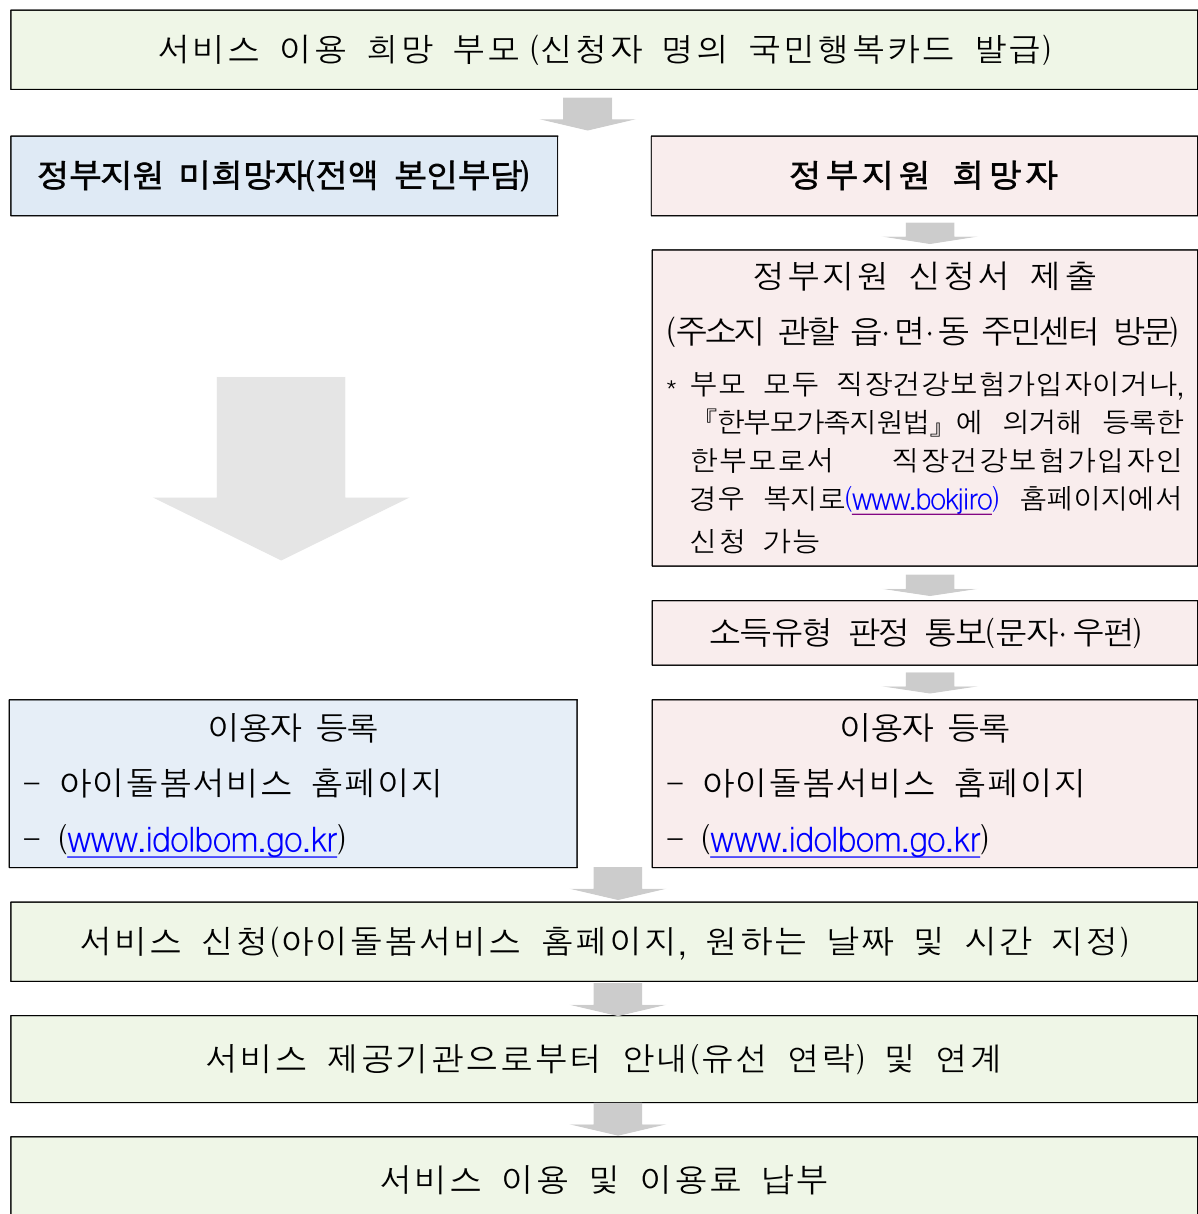 서비스 이용 희망 부모(신청자 명의 국민행복카드 발급)
정부지원 미희망자(전액 본인부담)
정부지원 희망자
정부지원 신청서 제출
(주소지 관할 읍·면·동 주민센터 방문)
* 부모 모두 직장건강보험가입자이거나,
『한부모가족지원법』에 의거해 등록한
한부모로서 직장건강보험가입자인
경우 복지로(www.bokjiro) 홈페이지에서
신청 가능
소득유형 판정 통보(문자·우편)
이용자 등록
- 아이돌봄서비스 홈페이지
- (www.idolbom.go.kr)
이용자 등록
- 아이돌봄서비스 홈페이지
- (www.idolbom.go.kr)
서비스 신청(아이돌봄서비스 홈페이지, 원하는 날짜 및 시간 지정)
서비스 제공기관으로부터 안내(유선 연락) 및 연계
서비스 이용 및 이용료 납부